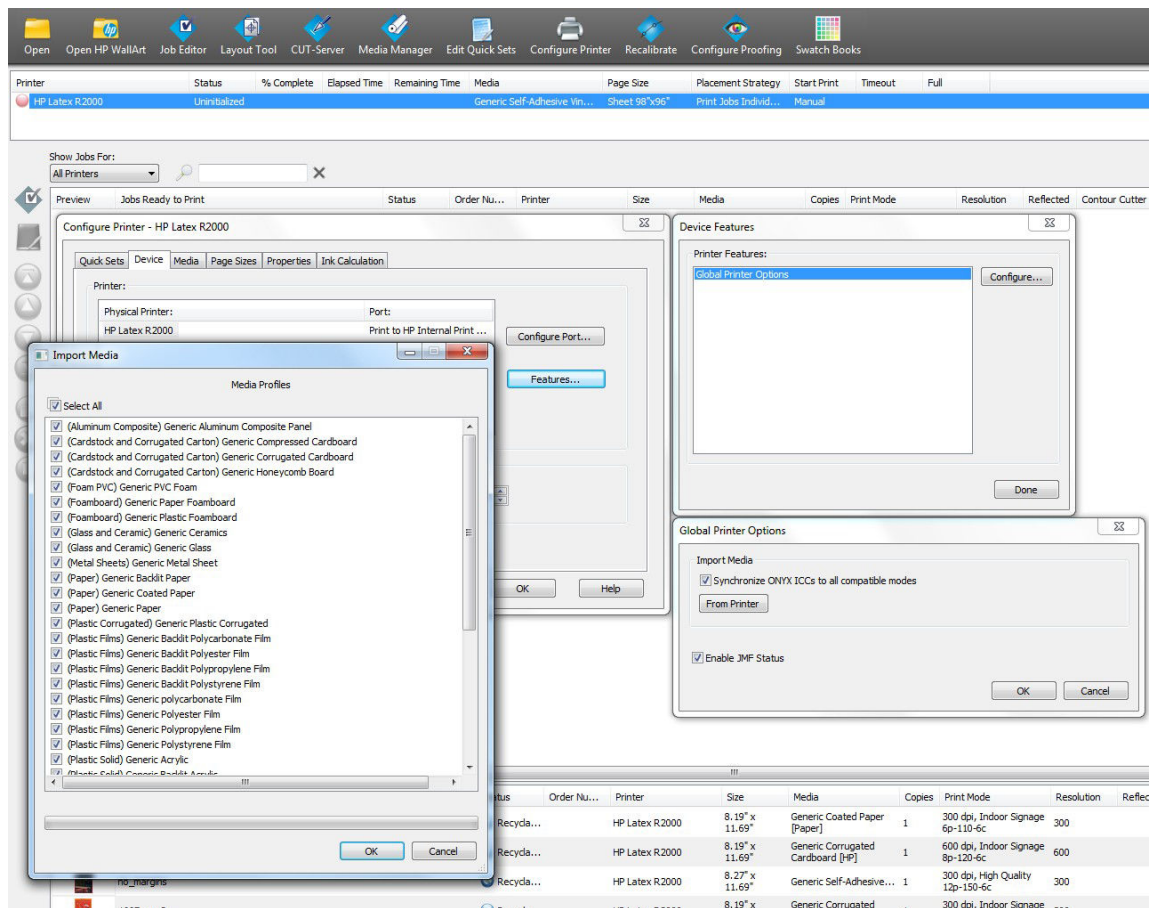 Open Open HP WallArt Job Editor Layout Tool CUT-Server Media Manager Edit Quick Sets Configure Printer Recalibrate Configure Proofing Swatch Books
Printer Status % Complete Elapsed Time Remaining Time Media Page Size Placement Strategy Start Print Timeout Full
HP Latex R2000 Uninitialized Generic Self-Adhesive Vin... Sheet 98"x96" Print Jobs Individ... Manual
Show Jobs For:
All Printers
Preview Jobs Ready to Print Status Order Nu... Printer Size Media Copies Print Mode Resolution Reflected Contour Cutter
Configure Printer - HP Latex R2000
Quick Sets Device Media Page Sizes Properties Ink Calculation
Printer:
Physical Printer: Port:
HP Latex R2000 Print to HP Internal Print ...
Configure Port...
Features...
OK Help
Device Features
Printer Features:
Global Printer Options
Configure...
Done
Import Media
Media Profiles
Select All
(Aluminum Composite) Generic Aluminum Composite Panel
(Cardstock and Corrugated Carton) Generic Compressed Cardboard
(Cardstock and Corrugated Carton) Generic Corrugated Cardboard
(Cardstock and Corrugated Carton) Generic Honeycomb Board
(Foam PVC) Generic PVC Foam
(Foamboard) Generic Paper Foamboard
(Foamboard) Generic Plastic Foamboard
(Glass and Ceramic) Generic Ceramics
(Glass and Ceramic) Generic Glass
(Metal Sheets) Generic Metal Sheet
(Paper) Generic Backlit Paper
(Paper) Generic Coated Paper
(Paper) Generic Paper
(Plastic Corrugated) Generic Plastic Corrugated
(Plastic Films) Generic Backlit Polycarbonate Film
(Plastic Films) Generic Backlit Polyester Film
(Plastic Films) Generic Backlit Polypropylene Film
(Plastic Films) Generic Backlit Polystyrene Film
(Plastic Films) Generic polycarbonate Film
(Plastic Films) Generic Polyester Film
(Plastic Films) Generic Polypropylene Film
(Plastic Films) Generic Polystyrene Film
(Plastic Solid) Generic Acrylic
(Plastic Solid) Generic Backlit Acrylic
OK Cancel
Global Printer Options
Import Media
Synchronize ONYX ICCs to all compatible modes
From Printer
Enable JMF Status
OK Cancel
Order Nu... Printer Size Media Copies Print Mode Resolution
Recycla... HP Latex R2000 8.19" x 11.69" Generic Coated Paper [Paper] 1 300 dpi, Indoor Signage 6p-110-6c 300
Recycla... HP Latex R2000 8.19" x 11.69" Generic Corrugated Cardboard [HP] 1 600 dpi, Indoor Signage 8p-120-6c 600
no_margins Recycla... HP Latex R2000 8.27" x 11.69" Generic Self-Adhesive... 1 300 dpi, High Quality 12p-150-6c 300
Recycla... HP Latex R2000 8.19" x Generic Corrugated 300 dpi, Indoor Signage